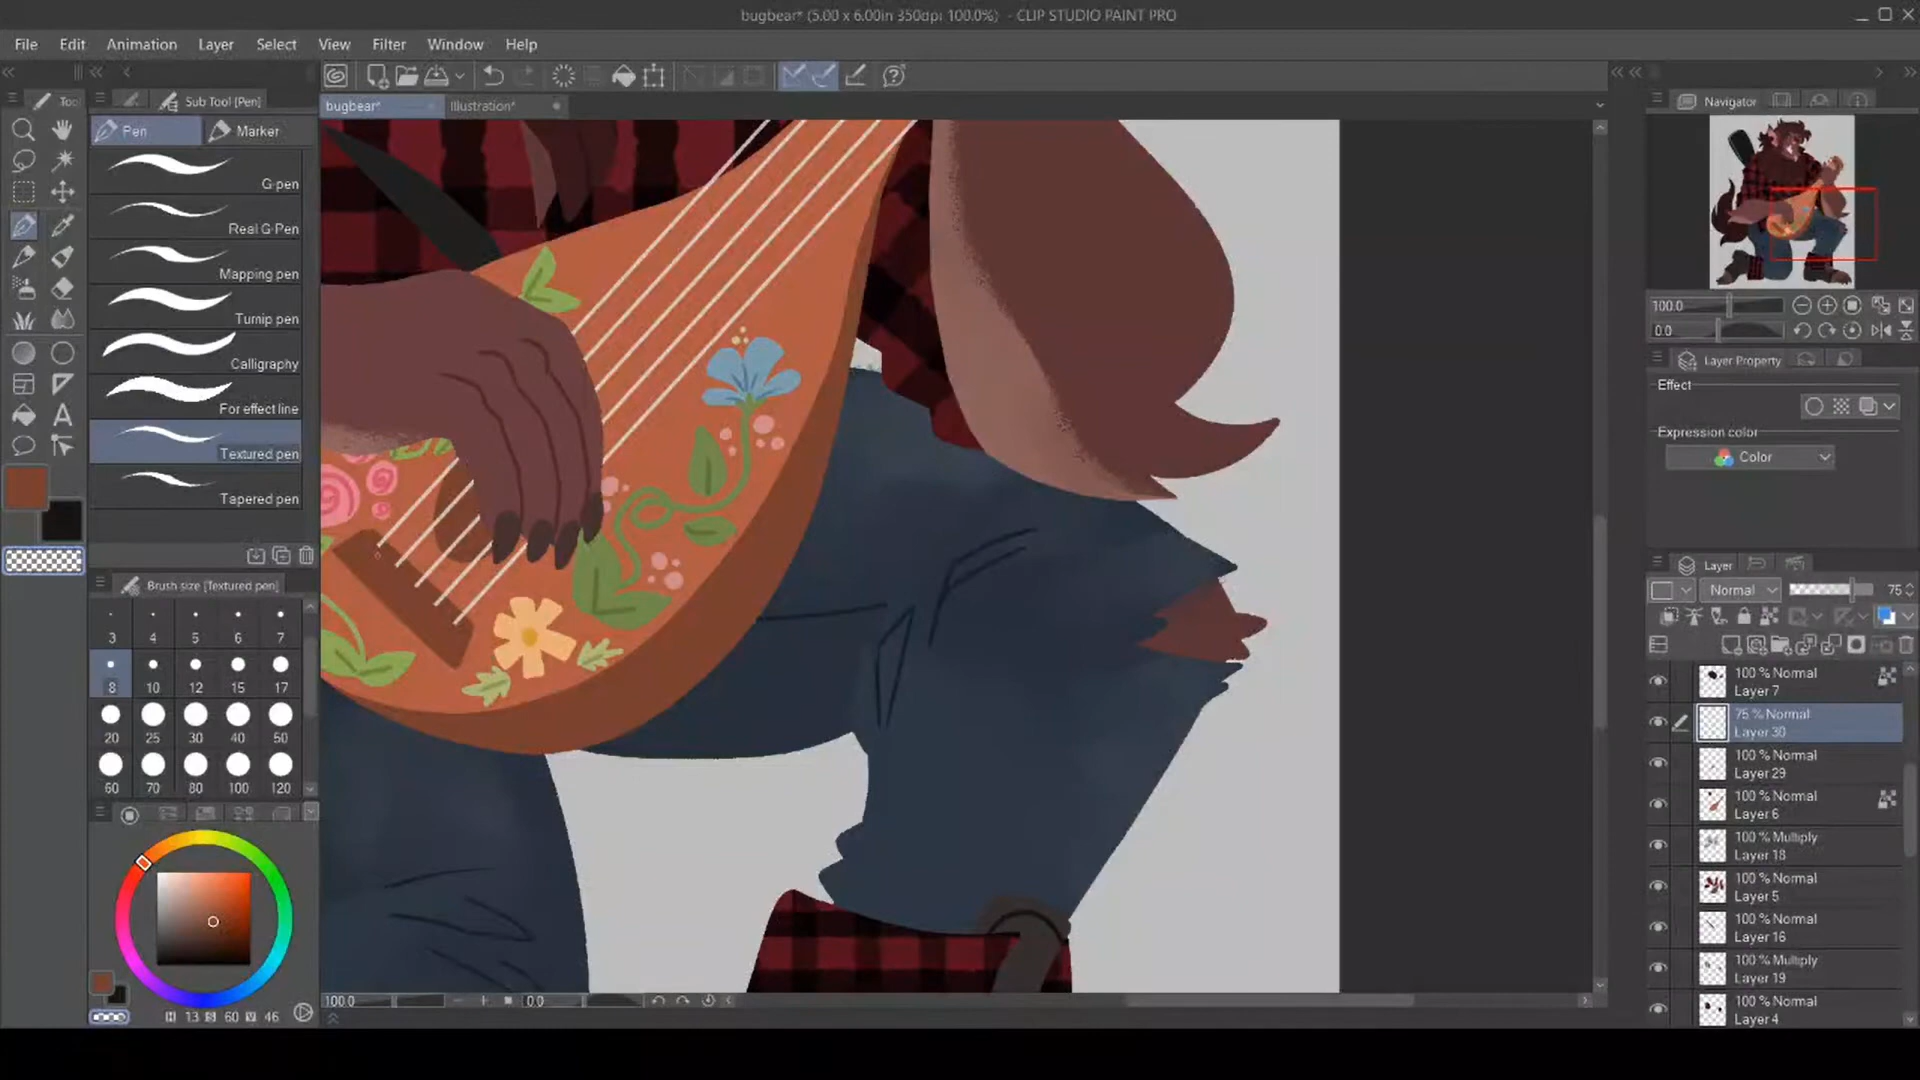 bugbear* (5.00 x 6.00in 350dpi 100.0%) - CLIP STUDIO PAINT PRO
File Edit Animation Layer Select View Filter Window Help
Sub Tool [Pen]
bugbear* Illustration*
Navigator
Pen Marker
G-pen
Real G-Pen
Mapping pen
Turnip pen
Calligraphy
For effect line
Textured pen
Tapered pen
Brush size [Textured pen]
3 4 5 6 7
8 10 12 15 17
20 25 30 40 50
60 70 80 100 120
H 13 S 60 V 46
100.0 0.0
100.0
0.0
Layer Property
Effect
Expression color
Color
Layer
Normal 75
100 % Normal
Layer 7
75 % Normal
Layer 30
100 % Normal
Layer 29
100 % Normal
Layer 6
100 % Multiply
Layer 18
100 % Normal
Layer 5
100 % Normal
Layer 16
100 % Multiply
Layer 19
100 % Normal
Layer 4